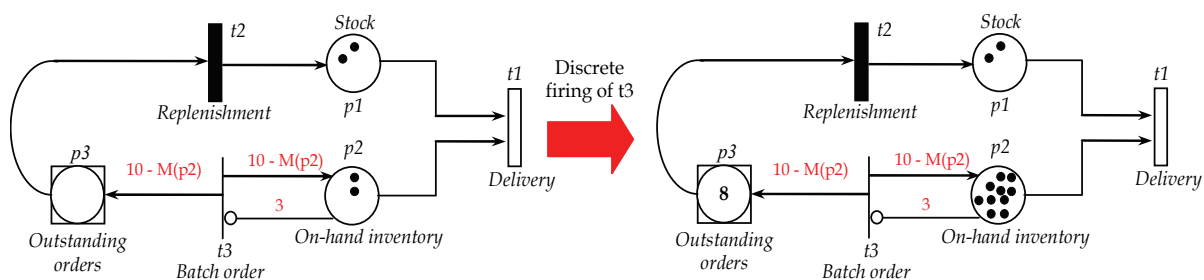 Stock
t2
p1
Replenishment
t1
Delivery
p3
10 - M(p2)
10 - M(p2)
p2
3
Outstanding
orders
t3
Batch order
On-hand inventory
Discrete
firing of t3
Stock
t2
p1
Replenishment
t1
Delivery
p3
8
10 - M(p2)
10 - M(p2)
p2
3
Outstanding
orders
t3
Batch order
On-hand inventory